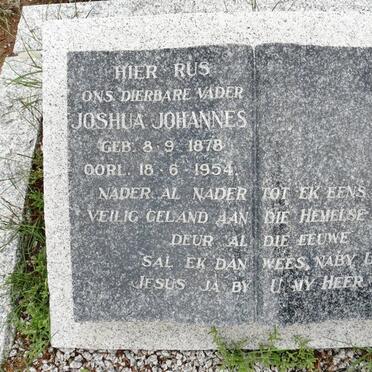 HIER RUS
ONS DIERBARE VADER
JOSHUA JOHANNES
GEB. 8·9·1878
OORL. 18·6·1954.
NADER AL NADER TOT EK EENS
VEILIG GELAND AAN DIE HEMELSE
DEUR AL DIE EEUWE
SAL EK DAN WEES, NABY U
JESUS JA BY U MY HEER